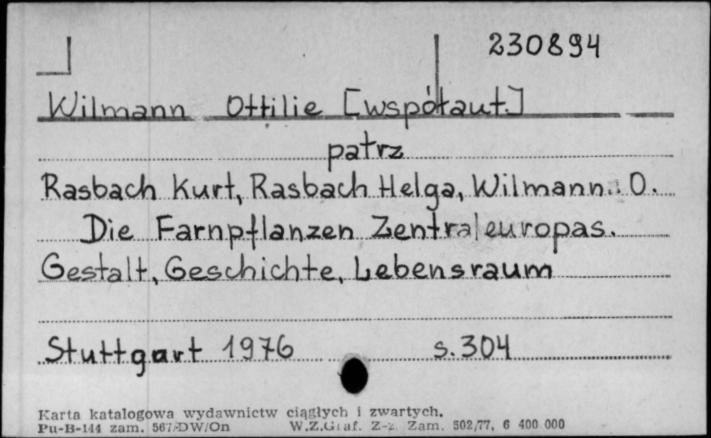 230894
Wilmann Ottilie [współaut.]
patrz
Rasbach Kurt, Rasbach Helga, Wilmann. O.
Die Farnpflanzen Zentraleuropas.
Gestalt, Geschichte, Lebensraum
Stuttgart 1976 s. 304
Karta katalogowa wydawnictw ciągłych i zwartych.
Pu-B-144 zam. 567/DW/On W.Z.Graf. Z-2 Zam. 502/77, 6 400 000